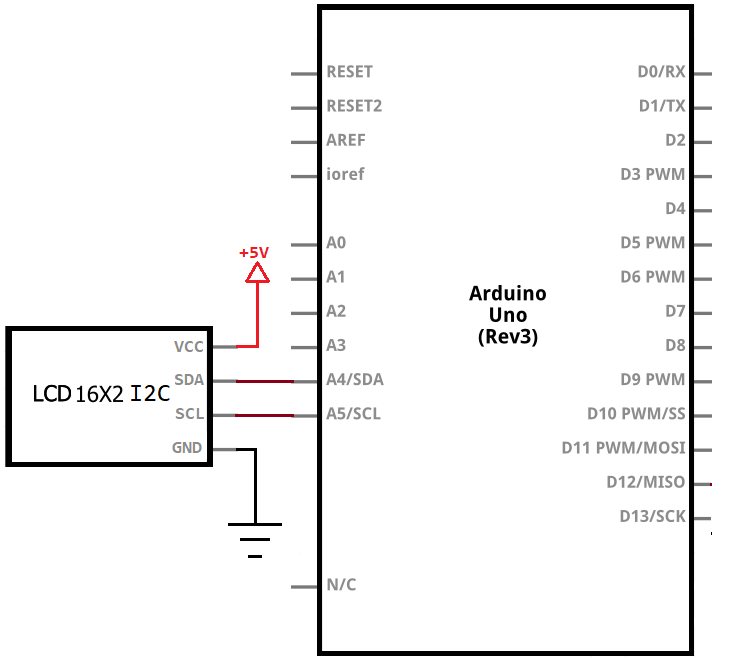 RESET
RESET2
AREF
ioref
A0
A1
A2
A3
A4/SDA
A5/SCL
N/C
D0/RX
D1/TX
D2
D3 PWM
D4
D5 PWM
D6 PWM
D7
D8
D9 PWM
D10 PWM/SS
D11 PWM/MOSI
D12/MISO
D13/SCK
Arduino
Uno
(Rev3)
+5V
VCC
SDA
SCL
GND
LCD 16X2 I2C